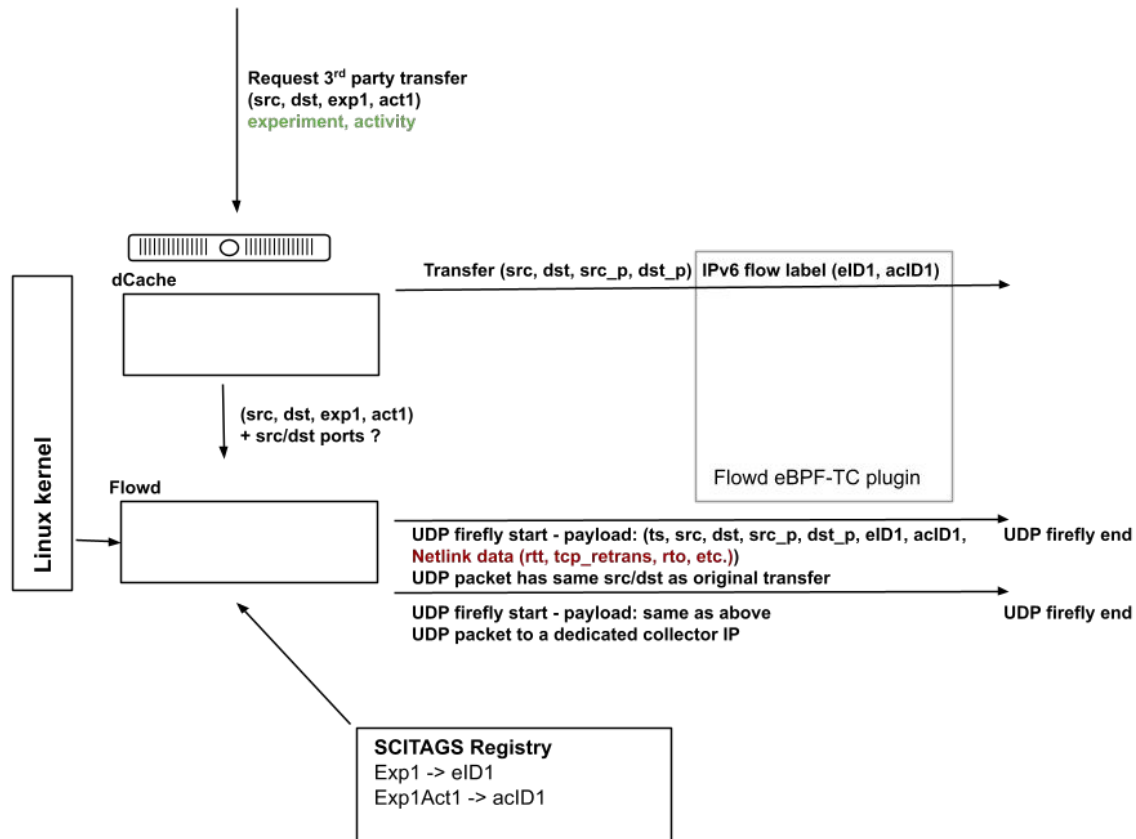 Request 3rd party transfer
(src, dst, exp1, act1)
experiment, activity
dCache
Transfer (src, dst, src_p, dst_p)
IPv6 flow label (eID1, acID1)
Linux kernel
(src, dst, exp1, act1)
+ src/dst ports ?
Flowd eBPF-TC plugin
Flowd
UDP firefly start - payload: (ts, src, dst, src_p, dst_p, eID1, acID1,
Netlink data (rtt, tcp_retrans, rto, etc.))
UDP packet has same src/dst as original transfer
UDP firefly end
UDP firefly start - payload: same as above
UDP packet to a dedicated collector IP
UDP firefly end
SCITAGS Registry
Exp1 -> eID1
Exp1Act1 -> acID1